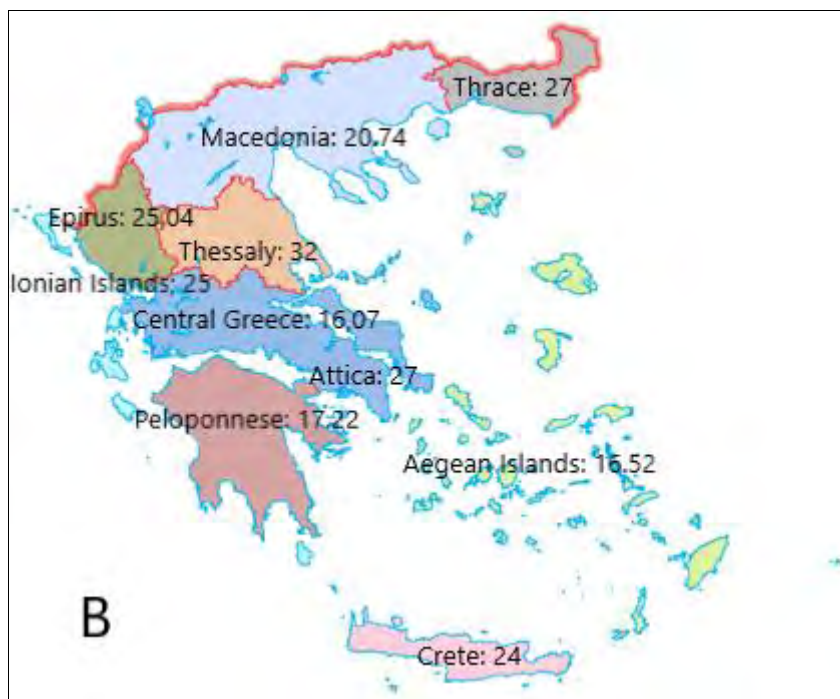 Thrace: 27
Macedonia: 20.74
Epirus: 25,04
Thessaly: 32
Ionian Islands: 25
Central Greece: 16,07
Attica: 27
Peloponnese: 17.22
Aegean Islands: 16.52
B
Crete: 24